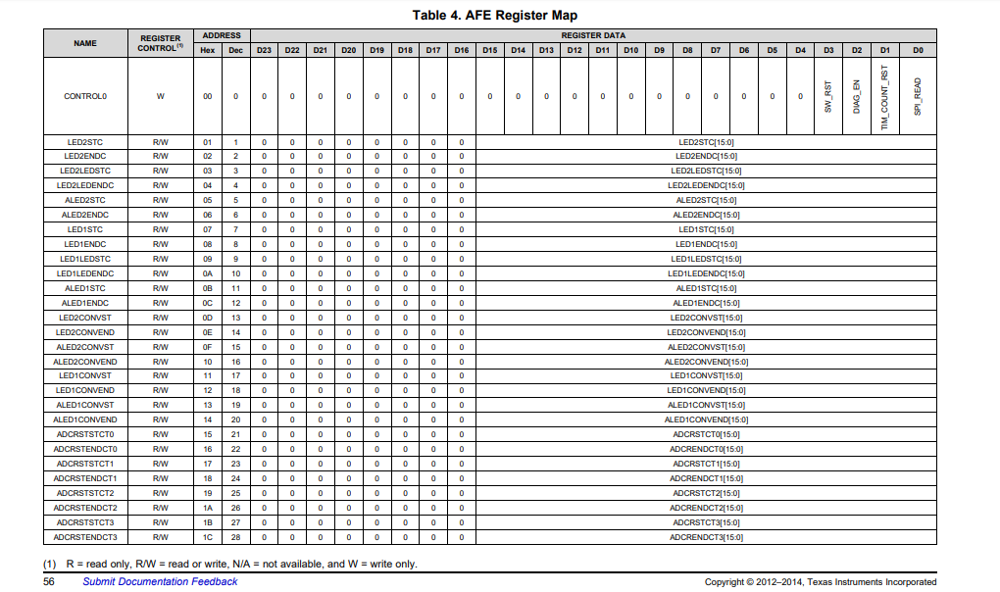 Table 4. AFE Register Map
NAME REGISTER CONTROL(1) ADDRESS REGISTER DATA
Hex Dec D23 D22 D21 D20 D19 D18 D17 D16 D15 D14 D13 D12 D11 D10 D9 D8 D7 D6 D5 D4 D3 D2 D1 D0
CONTROL0 W 00 0 0 0 0 0 0 0 0 0 0 0 0 0 0 0 0 0 0 0 0 0 SW_RST DIAG_EN TIM_COUNT_RST SPI_READ
LED2STC R/W 01 1 0 0 0 0 0 0 0 0 LED2STC[15:0]
LED2ENDC R/W 02 2 0 0 0 0 0 0 0 0 LED2ENDC[15:0]
LED2LEDSTC R/W 03 3 0 0 0 0 0 0 0 0 LED2LEDSTC[15:0]
LED2LEDENDC R/W 04 4 0 0 0 0 0 0 0 0 LED2LEDENDC[15:0]
ALED2STC R/W 05 5 0 0 0 0 0 0 0 0 ALED2STC[15:0]
ALED2ENDC R/W 06 6 0 0 0 0 0 0 0 0 ALED2ENDC[15:0]
LED1STC R/W 07 7 0 0 0 0 0 0 0 0 LED1STC[15:0]
LED1ENDC R/W 08 8 0 0 0 0 0 0 0 0 LED1ENDC[15:0]
LED1LEDSTC R/W 09 9 0 0 0 0 0 0 0 0 LED1LEDSTC[15:0]
LED1LEDENDC R/W 0A 10 0 0 0 0 0 0 0 0 LED1LEDENDC[15:0]
ALED1STC R/W 0B 11 0 0 0 0 0 0 0 0 ALED1STC[15:0]
ALED1ENDC R/W 0C 12 0 0 0 0 0 0 0 0 ALED1ENDC[15:0]
LED2CONVST R/W 0D 13 0 0 0 0 0 0 0 0 LED2CONVST[15:0]
LED2CONVEND R/W 0E 14 0 0 0 0 0 0 0 0 LED2CONVEND[15:0]
ALED2CONVST R/W 0F 15 0 0 0 0 0 0 0 0 ALED2CONVST[15:0]
ALED2CONVEND R/W 10 16 0 0 0 0 0 0 0 0 ALED2CONVEND[15:0]
LED1CONVST R/W 11 17 0 0 0 0 0 0 0 0 LED1CONVST[15:0]
LED1CONVEND R/W 12 18 0 0 0 0 0 0 0 0 LED1CONVEND[15:0]
ALED1CONVST R/W 13 19 0 0 0 0 0 0 0 0 ALED1CONVST[15:0]
ALED1CONVEND R/W 14 20 0 0 0 0 0 0 0 0 ALED1CONVEND[15:0]
ADCRSTSTCT0 R/W 15 21 0 0 0 0 0 0 0 0 ADCRSTCT0[15:0]
ADCRSTENDCT0 R/W 16 22 0 0 0 0 0 0 0 0 ADCRENDCT0[15:0]
ADCRSTSTCT1 R/W 17 23 0 0 0 0 0 0 0 0 ADCRSTCT1[15:0]
ADCRSTENDCT1 R/W 18 24 0 0 0 0 0 0 0 0 ADCRENDCT1[15:0]
ADCRSTSTCT2 R/W 19 25 0 0 0 0 0 0 0 0 ADCRSTCT2[15:0]
ADCRSTENDCT2 R/W 1A 26 0 0 0 0 0 0 0 0 ADCRENDCT2[15:0]
ADCRSTSTCT3 R/W 1B 27 0 0 0 0 0 0 0 0 ADCRSTCT3[15:0]
ADCRSTENDCT3 R/W 1C 28 0 0 0 0 0 0 0 0 ADCRENDCT3[15:0]
(1) R = read only, R/W = read or write, N/A = not available, and W = write only.
56 Submit Documentation Feedback Copyright © 2012–2014, Texas Instruments Incorporated